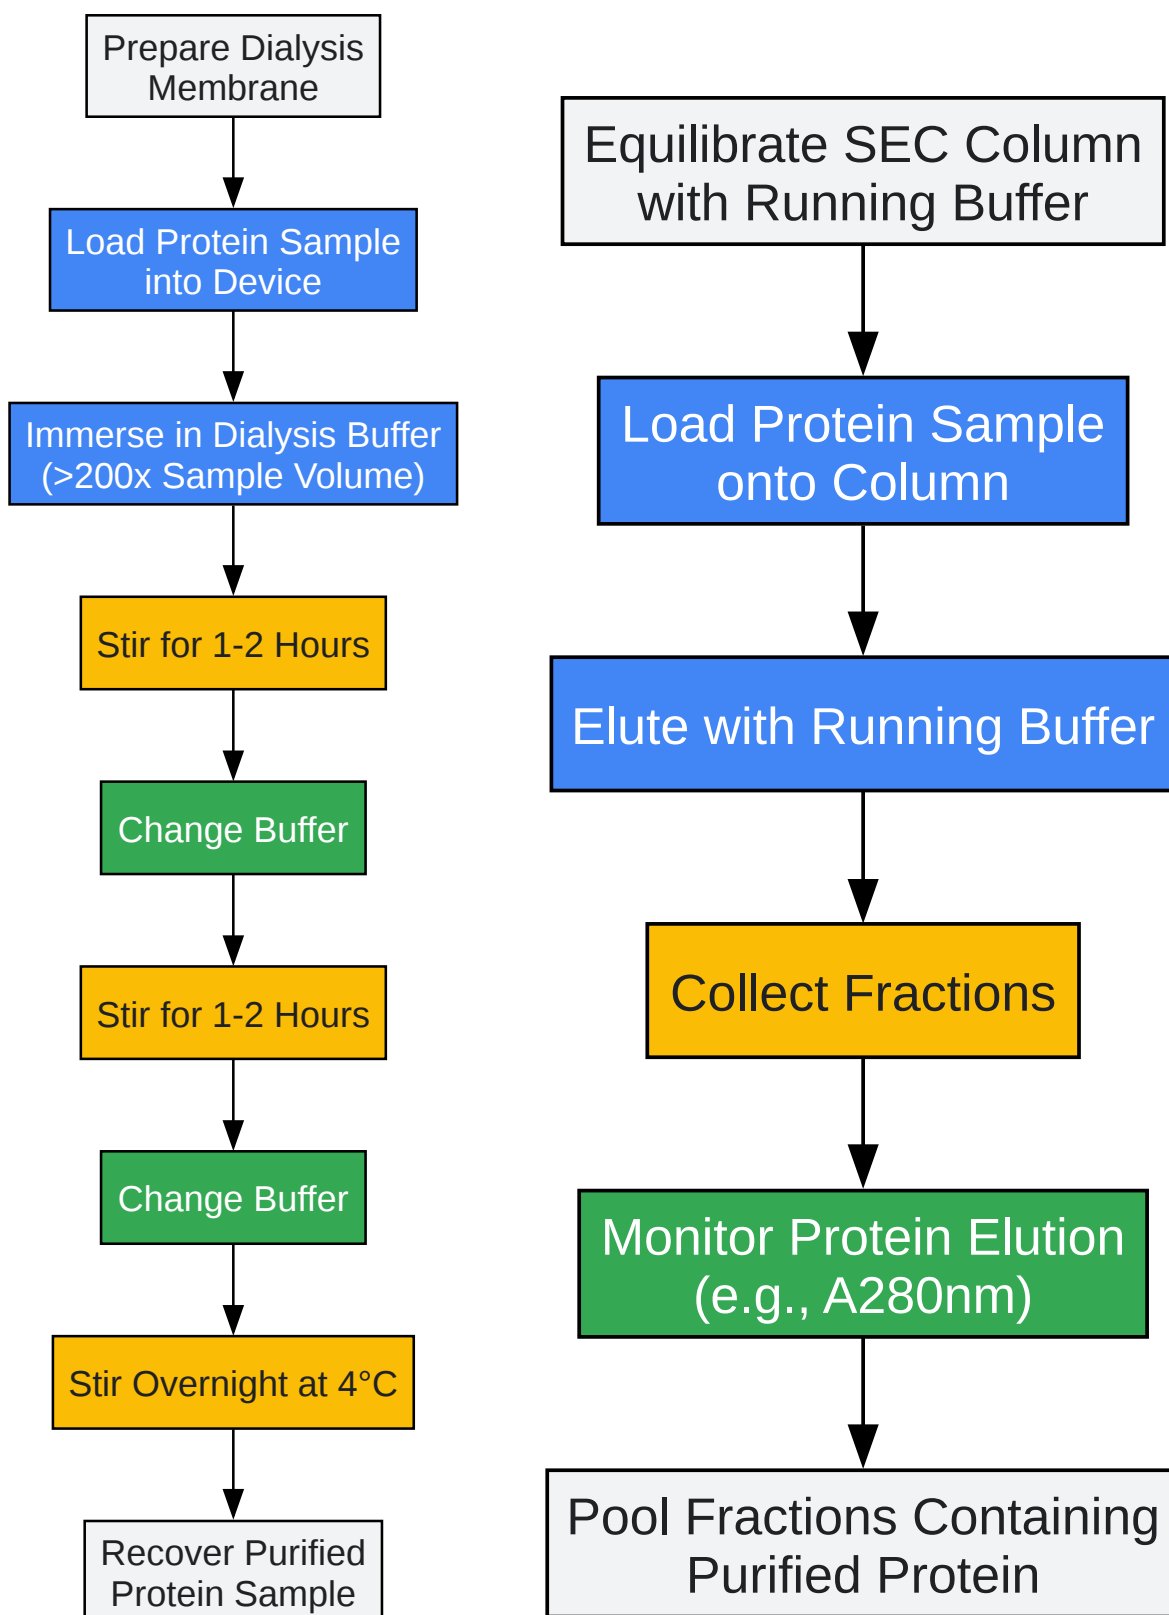 Prepare Dialysis
Membrane
Load Protein Sample
into Device
Immerse in Dialysis Buffer
(>200x Sample Volume)
Stir for 1-2 Hours
Change Buffer
Stir for 1-2 Hours
Change Buffer
Stir Overnight at 4°C
Recover Purified
Protein Sample
Equilibrate SEC Column
with Running Buffer
Load Protein Sample
onto Column
Elute with Running Buffer
Collect Fractions
Monitor Protein Elution
(e.g., A280nm)
Pool Fractions Containing
Purified Protein